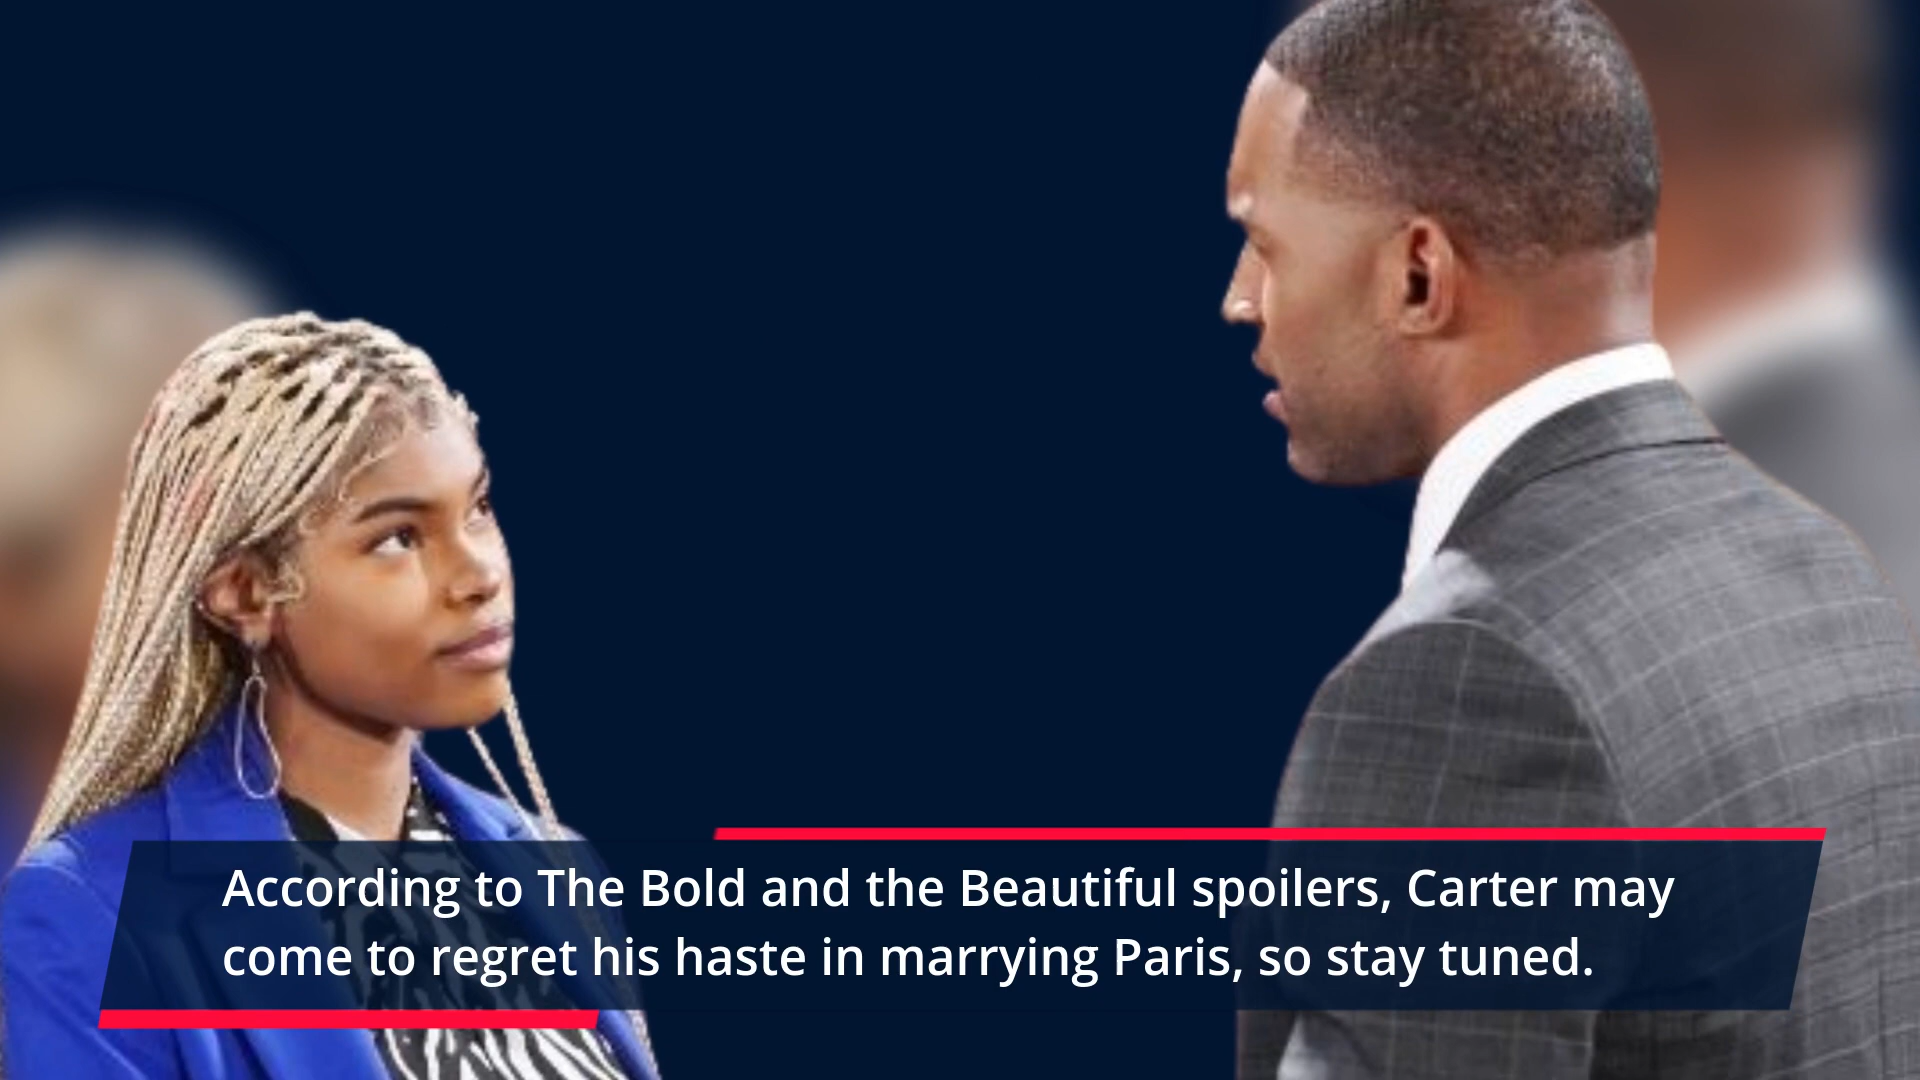 According to The Bold and the Beautiful spoilers, Carter may
come to regret his haste in marrying Paris, so stay tuned.